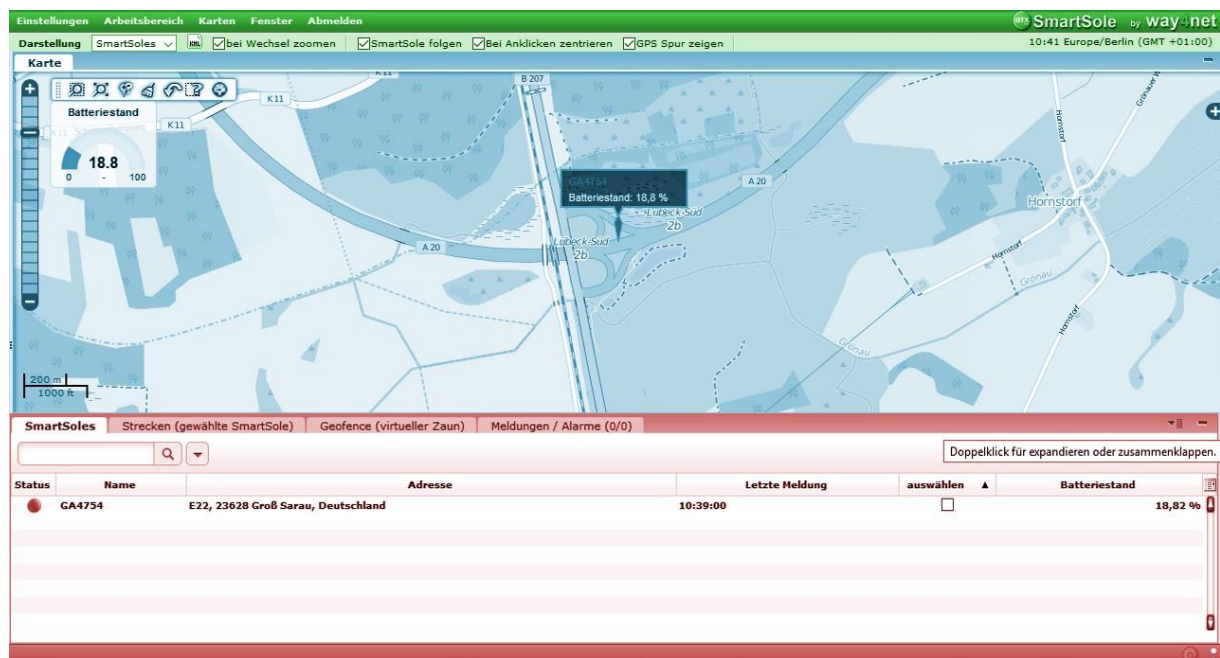 Einstellungen Arbeitsbereich Karten Fenster Abmelden
GTX SmartSole by way4net
Darstellung SmartSoles KML bei Wechsel zoomen SmartSole folgen Bei Anklicken zentrieren GPS Spur zeigen
10:41 Europe/Berlin (GMT +01:00)
Karte
Batteriestand
18.8
0 - 100
K11
K11
K11
K 11
B 207
GA4754
Batteriestand: 18,8 %
A 20
A 20
Lübeck-Süd
2b
Lübeck-Süd
2b
Grönauer
Hornstorf
Hornstorf
Hornstorf
Hornstorf
Grönau
Grönau
200 m
1000 ft
SmartSoles Strecken (gewählte SmartSole) Geofence (virtueller Zaun) Meldungen / Alarme (0/0)
Doppelklick für expandieren oder zusammenklappen.
Status Name Adresse Letzte Meldung auswählen Batteriestand
GA4754 E22, 23628 Groß Sarau, Deutschland 10:39:00 18,82 %